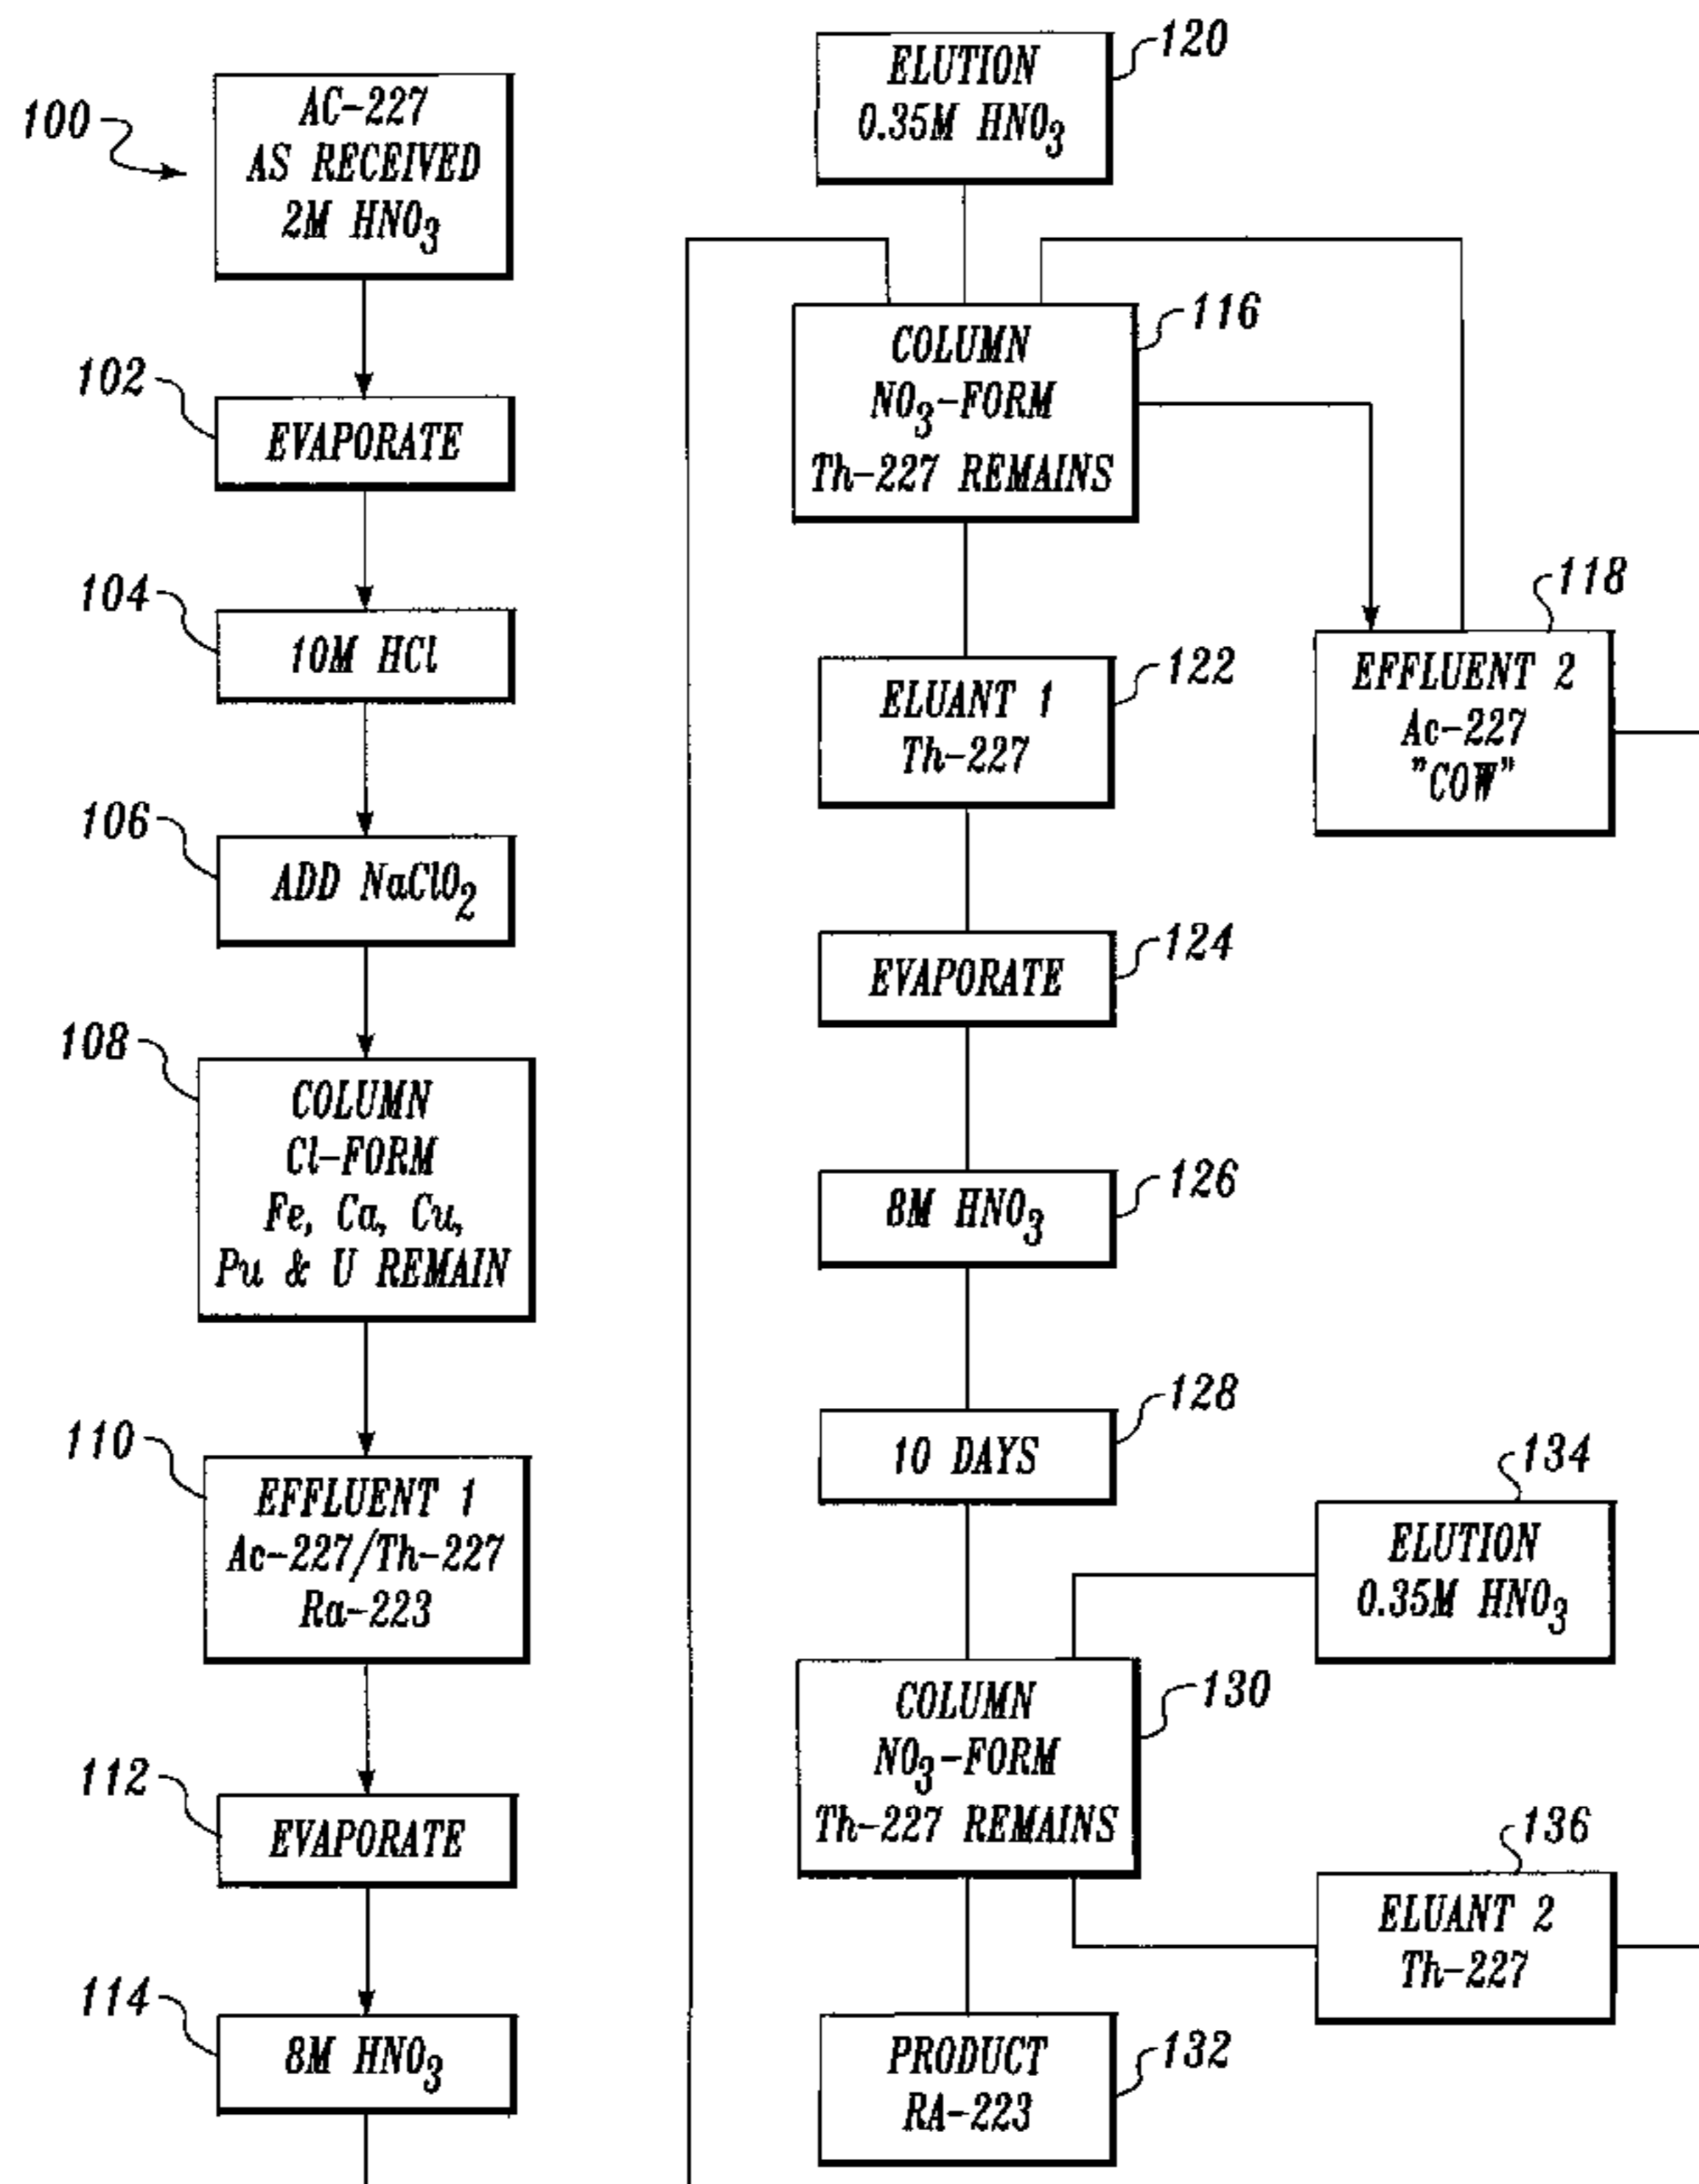 100
AC-227
AS RECEIVED
2M HNO3
102
EVAPORATE
104
10M HCl
106
ADD NaClO2
108
COLUMN
Cl-FORM
Fe, Ca, Cu,
Pu & U REMAIN
110
EFFLUENT 1
Ac-227/Th-227
Ra-223
112
EVAPORATE
114
8M HNO3
120
ELUTION
0.35M HNO3
116
COLUMN
NO3-FORM
Th-227 REMAINS
118
EFFLUENT 2
Ac-227
"COW"
122
ELUANT 1
Th-227
124
EVAPORATE
126
8M HNO3
128
10 DAYS
134
ELUTION
0.35M HNO3
130
COLUMN
NO3-FORM
Th-227 REMAINS
136
ELUANT 2
Th-227
132
PRODUCT
RA-223